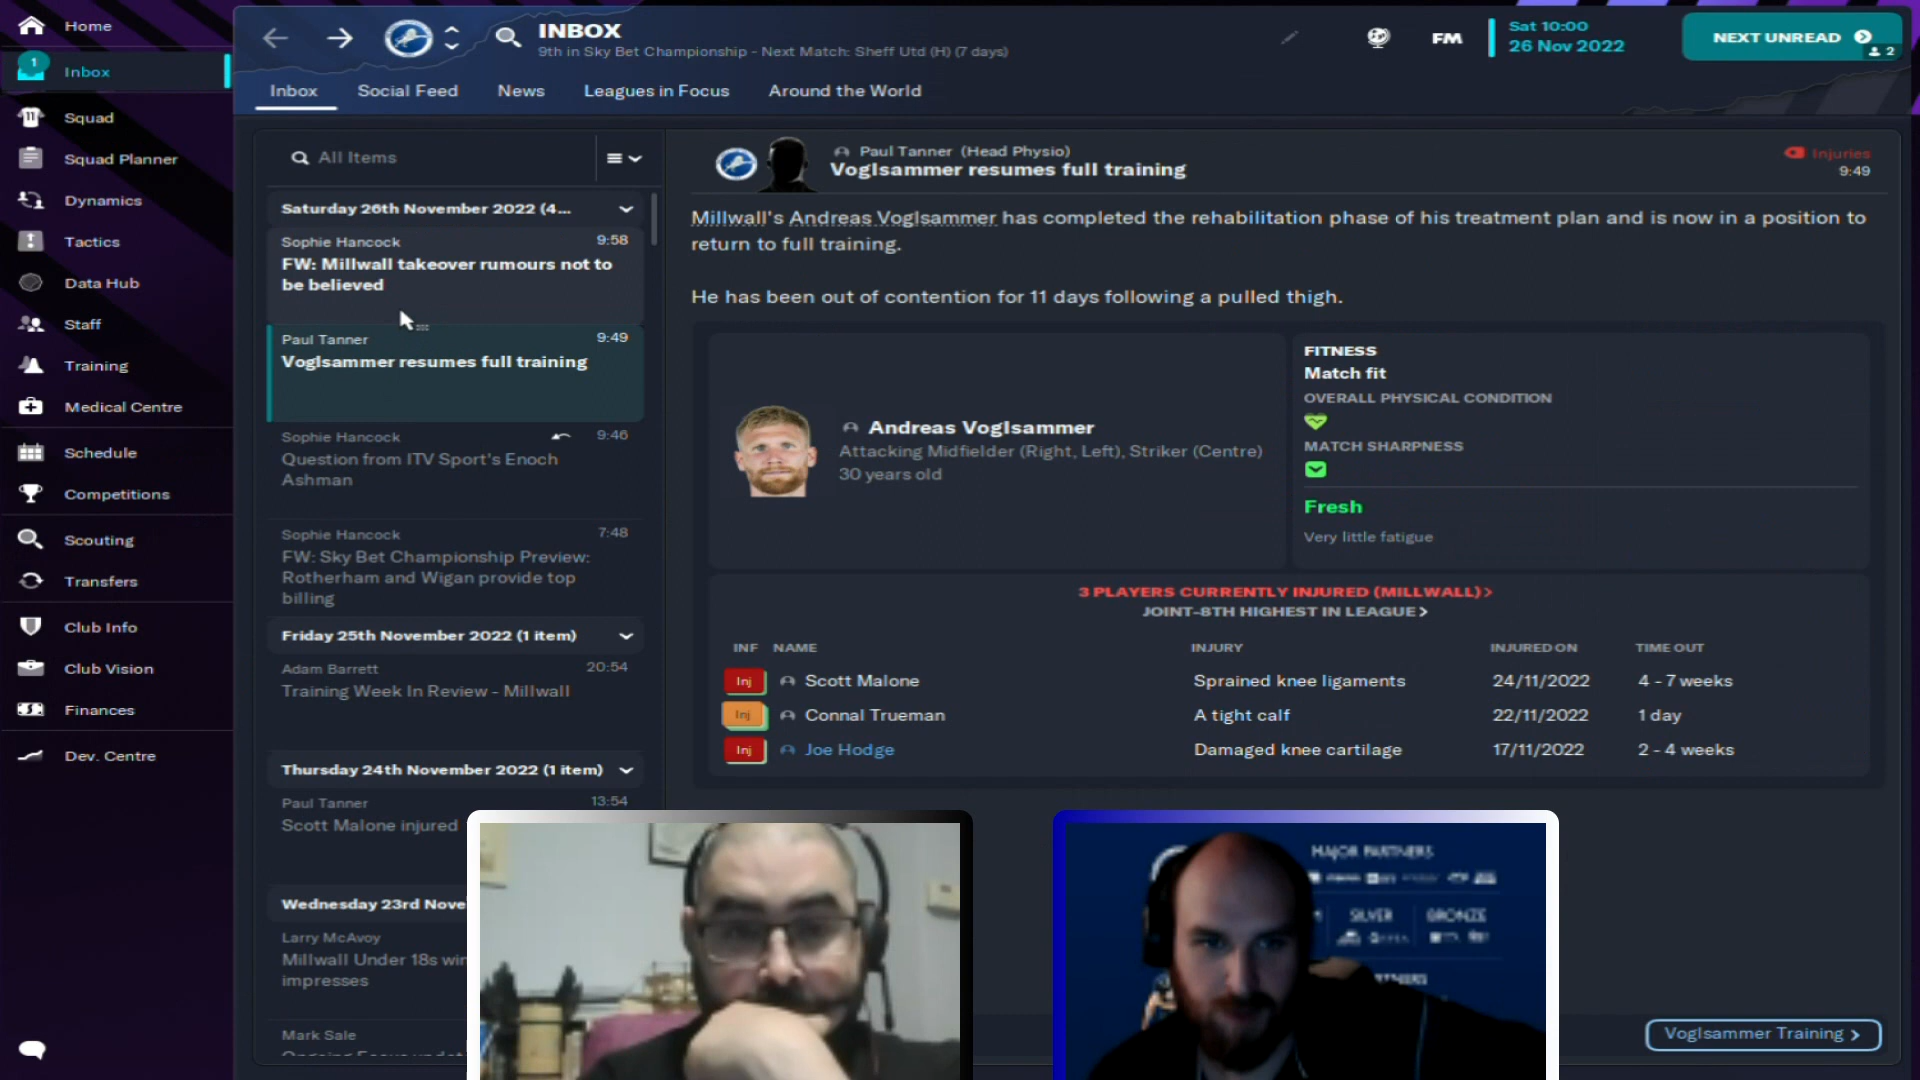 Home
1
Inbox
Squad
Squad Planner
Dynamics
Tactics
Data Hub
Staff
Training
Medical Centre
Schedule
Competitions
Scouting
Transfers
Club Info
Club Vision
Finances
Dev. Centre
INBOX
9th in Sky Bet Championship - Next Match: Sheff Utd (H) (7 days)
FM
Sat 10:00
26 Nov 2022
NEXT UNREAD
2
Inbox
Social Feed
News
Leagues in Focus
Around the World
All Items
Saturday 26th November 2022 (4...
Sophie Hancock 9:58
FW: Millwall takeover rumours not to
be believed
Paul Tanner 9:49
Voglsammer resumes full training
Sophie Hancock 9:46
Question from ITV Sport's Enoch
Ashman
Sophie Hancock 7:48
FW: Sky Bet Championship Preview:
Rotherham and Wigan provide top
billing
Friday 25th November 2022 (1 item)
Adam Barrett 20:54
Training Week In Review - Millwall
Thursday 24th November 2022 (1 item)
Paul Tanner 13:54
Scott Malone injured
Wednesday 23rd Nove
Larry McAvoy
Millwall Under 18s win
impresses
Mark Sale
Paul Tanner (Head Physio)
Voglsammer resumes full training
Injuries
9:49
Millwall's Andreas Voglsammer has completed the rehabilitation phase of his treatment plan and is now in a position to
return to full training.
He has been out of contention for 11 days following a pulled thigh.
Andreas Voglsammer
Attacking Midfielder (Right, Left), Striker (Centre)
30 years old
FITNESS
Match fit
OVERALL PHYSICAL CONDITION
MATCH SHARPNESS
Fresh
Very little fatigue
3 PLAYERS CURRENTLY INJURED (MILLWALL)>
JOINT-8TH HIGHEST IN LEAGUE>
INF NAME INJURY INJURED ON TIME OUT
Inj Scott Malone Sprained knee ligaments 24/11/2022 4 - 7 weeks
Inj Connal Trueman A tight calf 22/11/2022 1 day
Inj Joe Hodge Damaged knee cartilage 17/11/2022 2 - 4 weeks
MAJOR PARTNERS
SILVER BRONZE
Voglsammer Training >